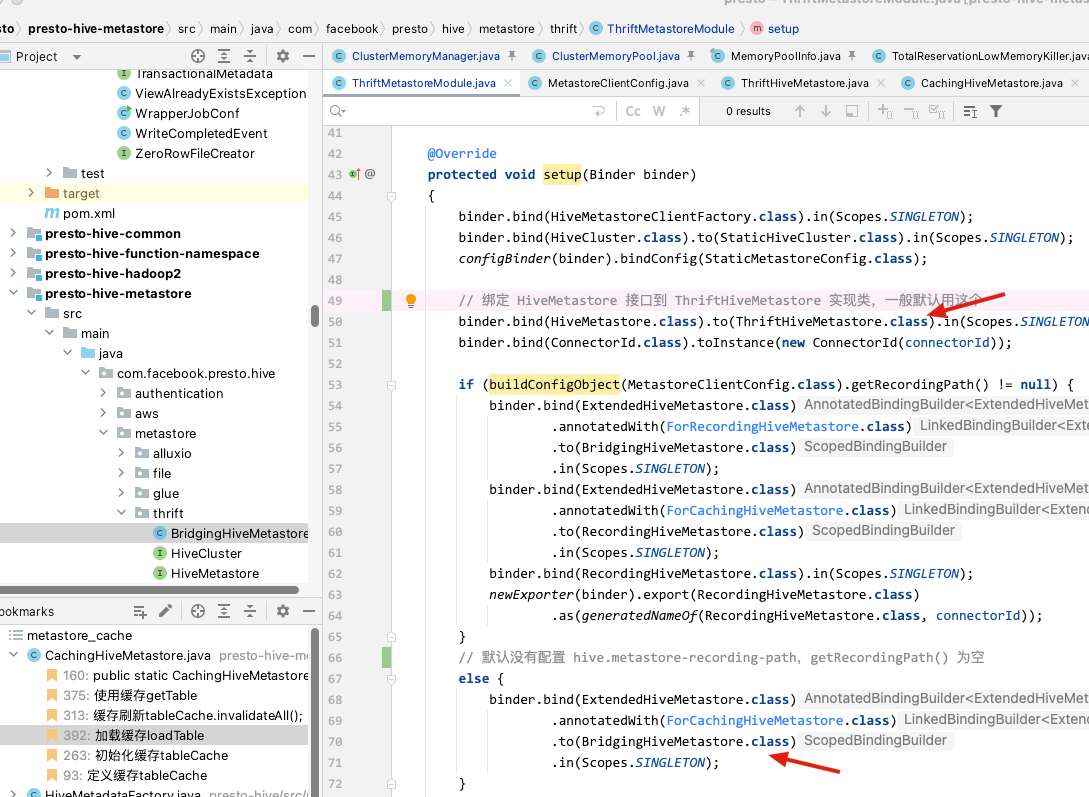 sto presto-hive-metastore src main java com facebook presto hive metastore thrift ThriftMetastoreModule setup
Project
ClusterMemoryManager.java ClusterMemoryPool.java MemoryPoolInfo.java TotalReservationLowMemoryKiller.java
ThriftMetastoreModule.java MetastoreClientConfig.java ThriftHiveMetastore.java CachingHiveMetastore.java
Cc W .* 0 results
TransactionalMetadata
ViewAlreadyExistsException
WrapperJobConf
WriteCompletedEvent
ZeroRowFileCreator
test
target
pom.xml
presto-hive-common
presto-hive-function-namespace
presto-hive-hadoop2
presto-hive-metastore
src
main
java
com.facebook.presto.hive
authentication
aws
metastore
alluxio
file
glue
thrift
BridgingHiveMetastore
HiveCluster
HiveMetastore
ookmarks
metastore_cache
CachingHiveMetastore.java presto-hive-m
160: public static CachingHiveMetastore
375: 使用缓存getTable
313: 缓存刷新tableCache.invalidateAll();
392: 加载缓存loadTable
263: 初始化缓存tableCache
93: 定义缓存tableCache
HiveMetadataFactory.java presto-hive/src/
41
42 @Override
43 protected void setup(Binder binder)
44 {
45 binder.bind(HiveMetastoreClientFactory.class).in(Scopes.SINGLETON);
46 binder.bind(HiveCluster.class).to(StaticHiveCluster.class).in(Scopes.SINGLETON);
47 configBinder(binder).bindConfig(StaticMetastoreConfig.class);
48
49 // 绑定 HiveMetastore 接口到 ThriftHiveMetastore 实现类，一般默认用这个
50 binder.bind(HiveMetastore.class).to(ThriftHiveMetastore.class).in(Scopes.SINGLETON
51 binder.bind(ConnectorId.class).toInstance(new ConnectorId(connectorId));
52
53 if (buildConfigObject(MetastoreClientConfig.class).getRecordingPath() != null) {
54 binder.bind(ExtendedHiveMetastore.class) AnnotatedBindingBuilder<ExtendedHiveMet
55 .annotatedWith(ForRecordingHiveMetastore.class) LinkedBindingBuilder<Exte
56 .to(BridgingHiveMetastore.class) ScopedBindingBuilder
57 .in(Scopes.SINGLETON);
58 binder.bind(ExtendedHiveMetastore.class) AnnotatedBindingBuilder<ExtendedHiveMet
59 .annotatedWith(ForCachingHiveMetastore.class) LinkedBindingBuilder<Extend
60 .to(RecordingHiveMetastore.class) ScopedBindingBuilder
61 .in(Scopes.SINGLETON);
62 binder.bind(RecordingHiveMetastore.class).in(Scopes.SINGLETON);
63 newExporter(binder).export(RecordingHiveMetastore.class)
64 .as(generatedNameOf(RecordingHiveMetastore.class, connectorId));
65 }
66 // 默认没有配置 hive.metastore-recording-path，getRecordingPath() 为空
67 else {
68 binder.bind(ExtendedHiveMetastore.class) AnnotatedBindingBuilder<ExtendedHiveMet
69 .annotatedWith(ForCachingHiveMetastore.class) LinkedBindingBuilder<Extend
70 .to(BridgingHiveMetastore.class) ScopedBindingBuilder
71 .in(Scopes.SINGLETON);
72 }